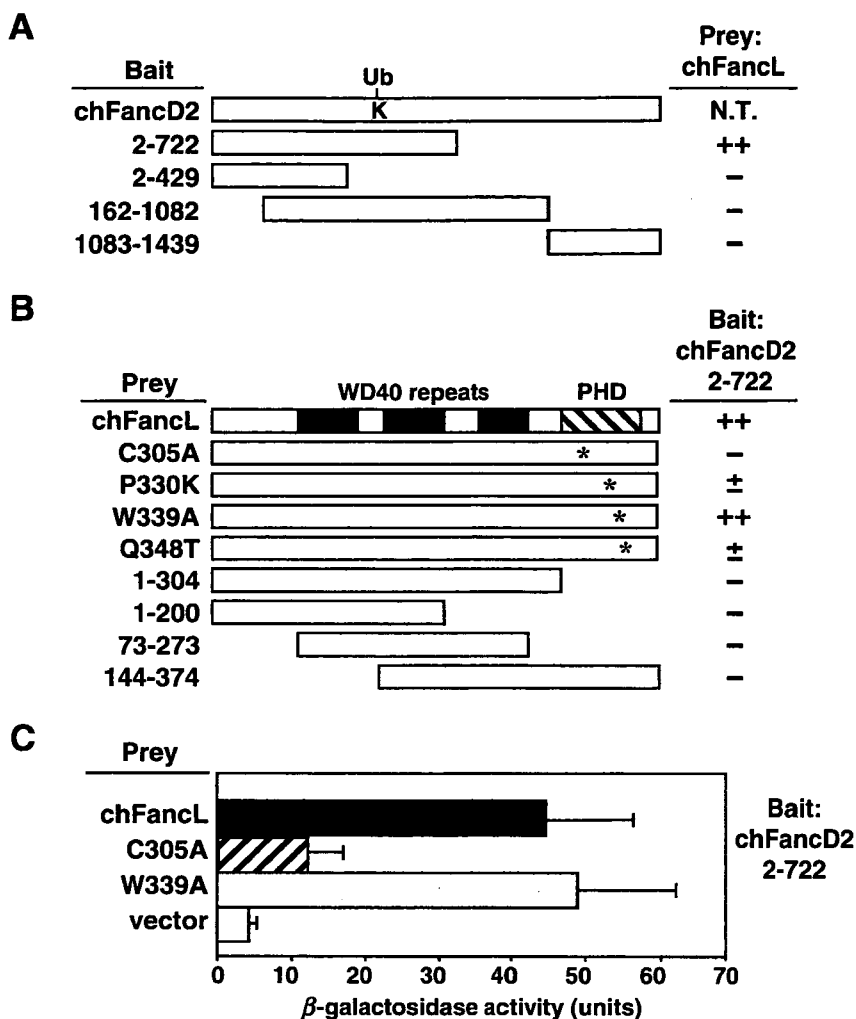 A
Bait
Prey:
chFancL
Ub
chFancD2 K N.T.
2-722 ++
2-429 –
162-1082 –
1083-1439 –
B
Prey
WD40 repeats
PHD
Bait:
chFancD2
2-722
chFancL ++
C305A * –
P330K * ±
W339A * ++
Q348T * ±
1-304 –
1-200 –
73-273 –
144-374 –
C
Prey
chFancL
C305A
W339A
vector
Bait:
chFancD2
2-722
0 10 20 30 40 50 60 70
β-galactosidase activity (units)